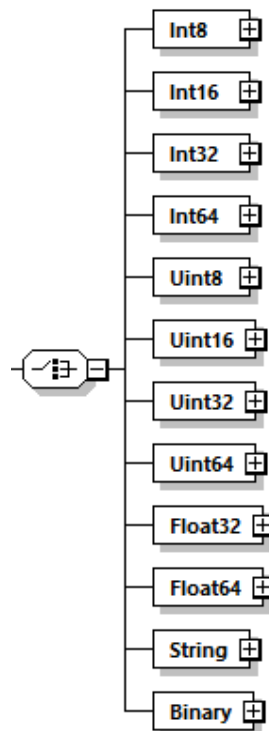 Int8
Int16
Int32
Int64
Uint8
Uint16
Uint32
Uint64
Float32
Float64
String
Binary